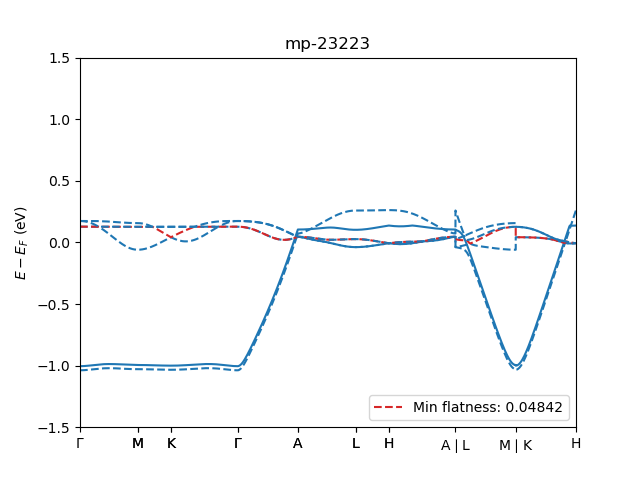 mp-23223
E − E_F (eV)
1.5
1.0
0.5
0.0
−0.5
−1.0
−1.5
Min flatness: 0.04842
Γ M K Γ A L H A | L M | K H